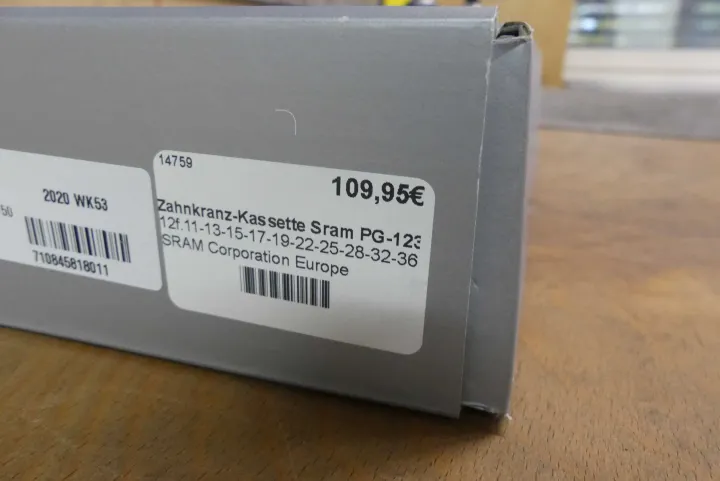 50
2020 WK53
710845818011
14759
109,95€
Zahnkranz-Kassette Sram PG-123
12f.11-13-15-17-19-22-25-28-32-36
SRAM Corporation Europe